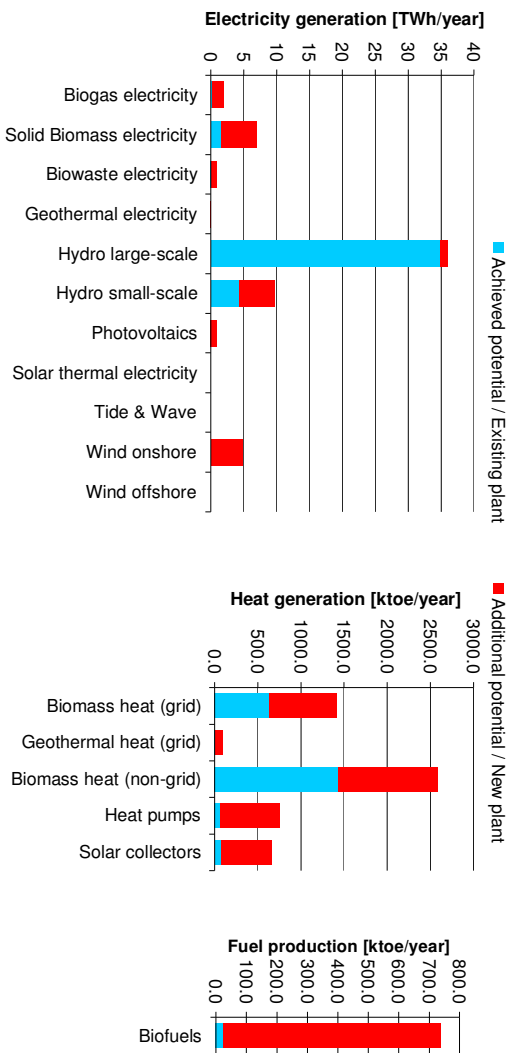 Electricity generation [TWh/year]
0
5
10
15
20
25
30
35
40
Biogas electricity
Solid Biomass electricity
Biowaste electricity
Geothermal electricity
Hydro large-scale
Hydro small-scale
Photovoltaics
Solar thermal electricity
Tide & Wave
Wind onshore
Wind offshore
Achieved potential / Existing plant
Heat generation [ktoe/year]
0.0
500.0
1000.0
1500.0
2000.0
2500.0
3000.0
Biomass heat (grid)
Geothermal heat (grid)
Biomass heat (non-grid)
Heat pumps
Solar collectors
Additional potential / New plant
Fuel production [ktoe/year]
0.0
100.0
200.0
300.0
400.0
500.0
600.0
700.0
800.0
Biofuels